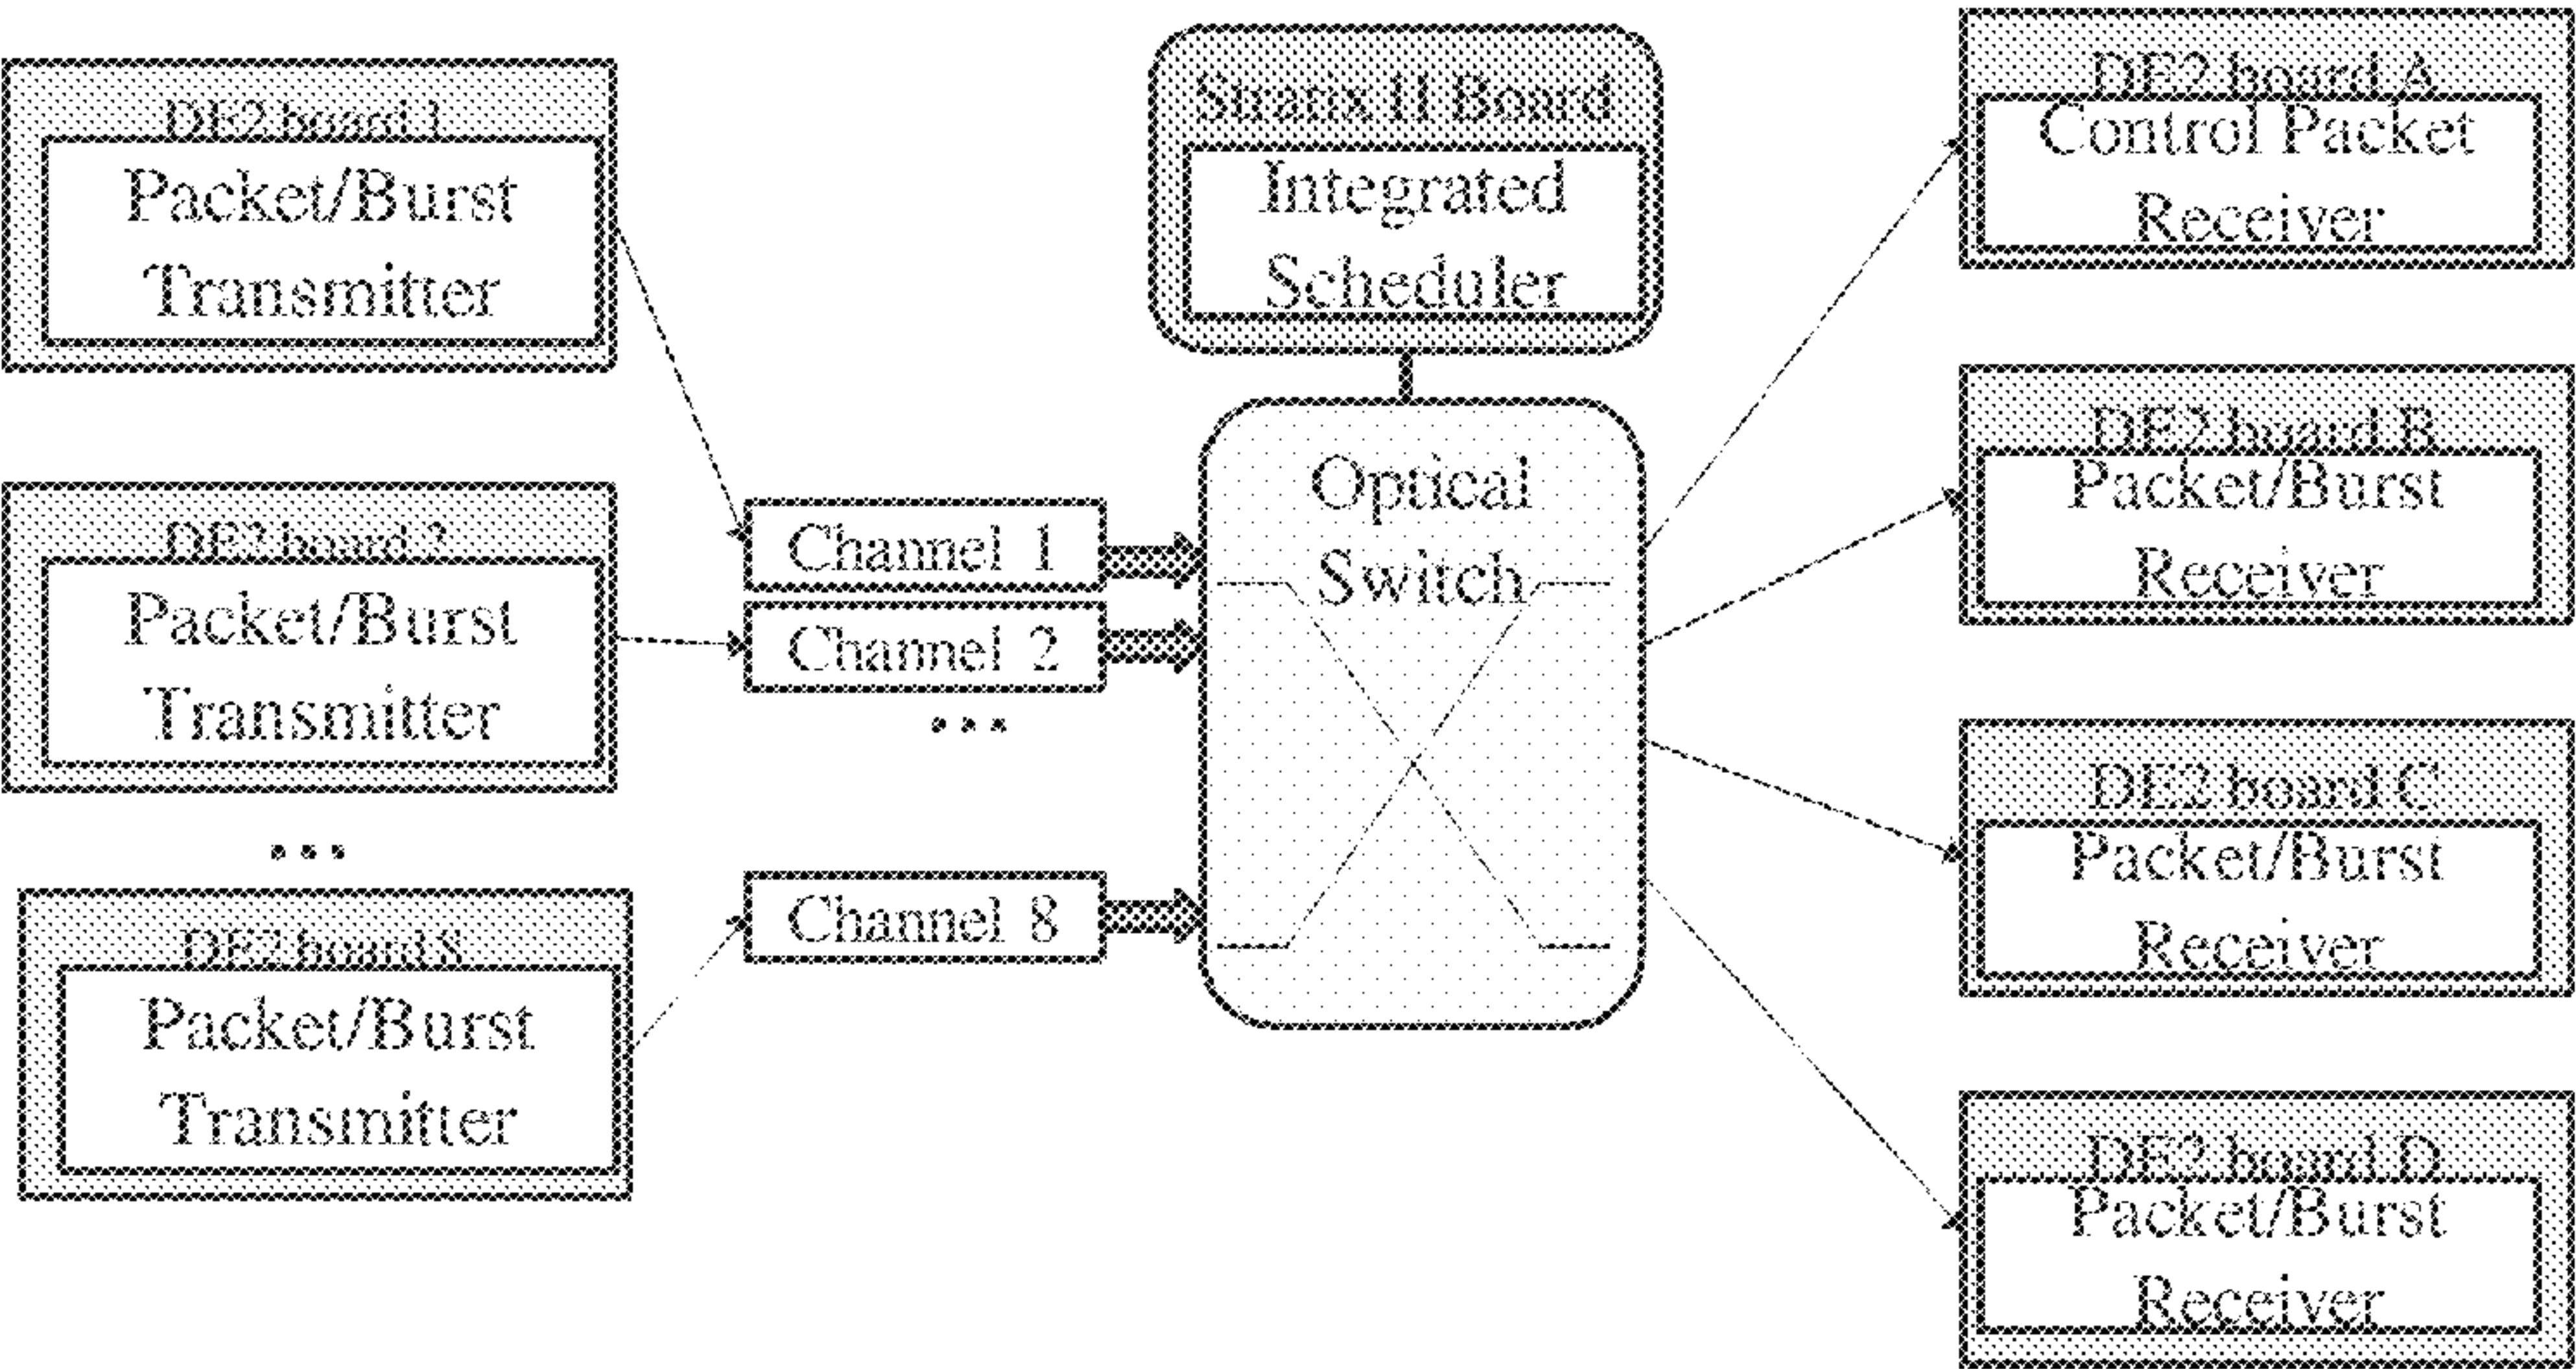 DE2 board 1
Packet/Burst
Transmitter
DE2 board 2
Packet/Burst
Transmitter
...
DE2 board 8
Packet/Burst
Transmitter
Channel 1
Channel 2
...
Channel 8
Stratix II Board
Integrated
Scheduler
Optical
Switch
DE2 board A
Control Packet
Receiver
DE2 board B
Packet/Burst
Receiver
DE2 board C
Packet/Burst
Receiver
DE2 board D
Packet/Burst
Receiver